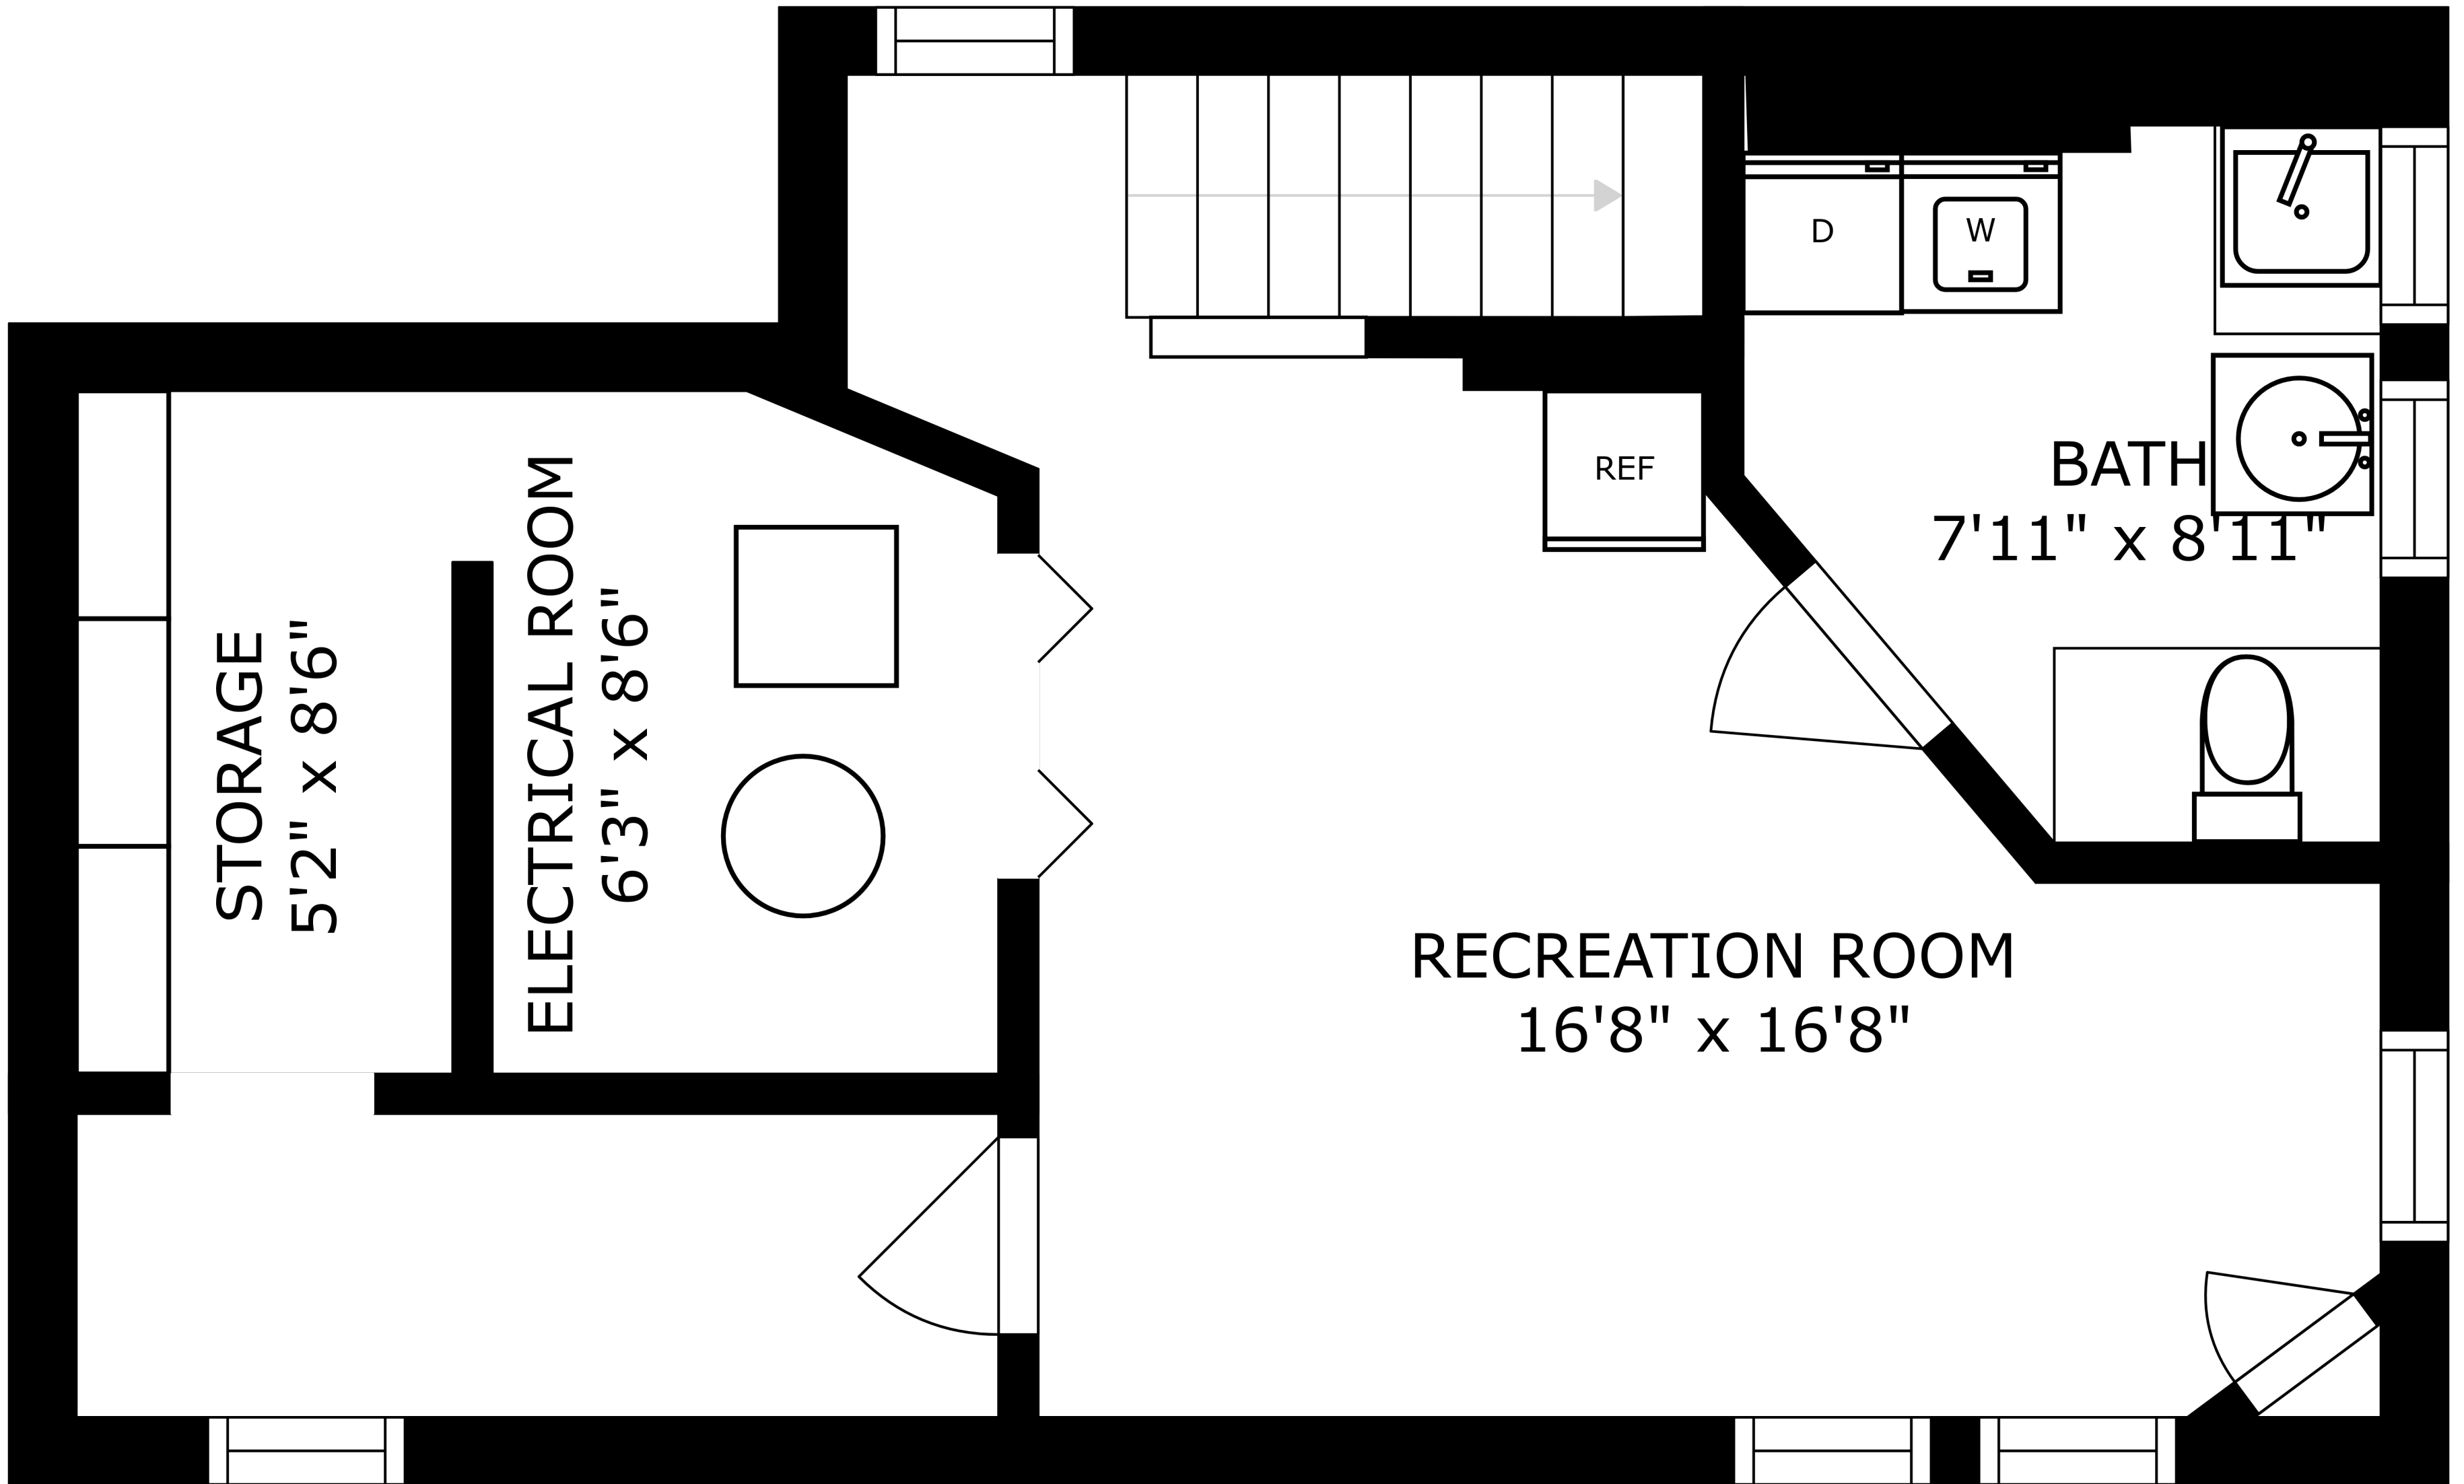 D
W
REF
BATH
7'11" x 8'11"
STORAGE
5'2" x 8'6"
ELECTRICAL ROOM
6'3" x 8'6"
RECREATION ROOM
16'8" x 16'8"